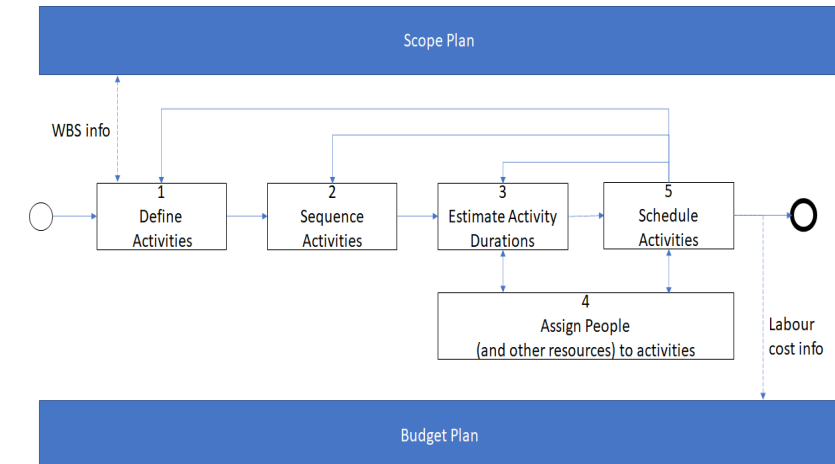 Scope Plan
WBS info
1
Define
Activities
2
Sequence
Activities
3
Estimate Activity
Durations
5
Schedule
Activities
4
Assign People
(and other resources) to activities
Labour
cost info
Budget Plan